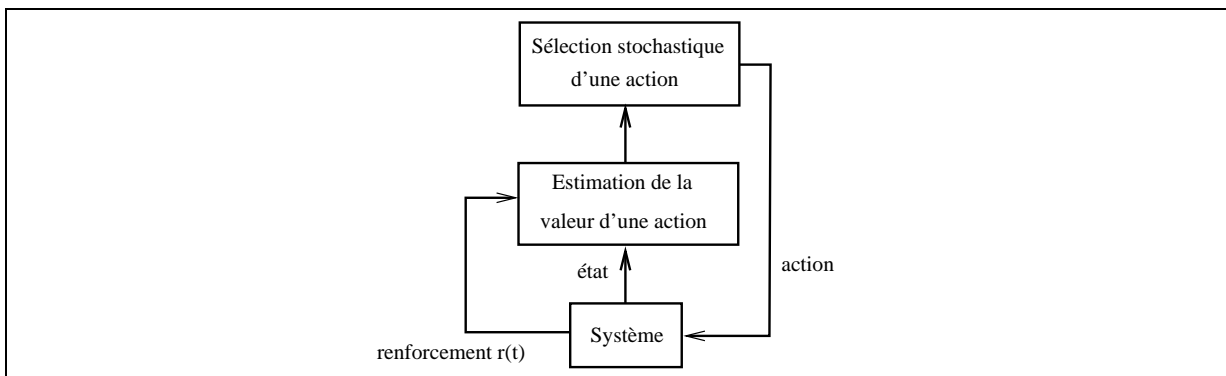 Sélection stochastique
d'une action
Estimation de la
valeur d'une action
état
action
Système
renforcement r(t)